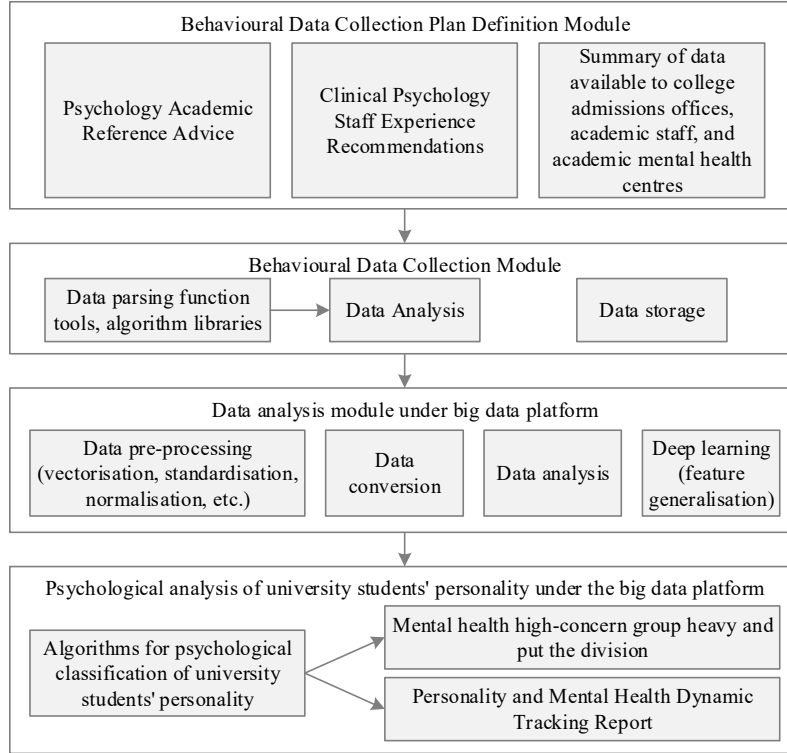 Behavioural Data Collection Plan Definition Module
Psychology Academic
Reference Advice
Clinical Psychology
Staff Experience
Recommendations
Summary of data
available to college
admissions offices,
academic staff, and
academic mental health
centres
Behavioural Data Collection Module
Data parsing function
tools, algorithm libraries
Data Analysis
Data storage
Data analysis module under big data platform
Data pre-processing
(vectorisation, standardisation,
normalisation, etc.)
Data
conversion
Data analysis
Deep learning
(feature
generalisation)
Psychological analysis of university students' personality under the big data platform
Algorithms for psychological
classification of university
students' personality
Mental health high-concern group heavy and
put the division
Personality and Mental Health Dynamic
Tracking Report